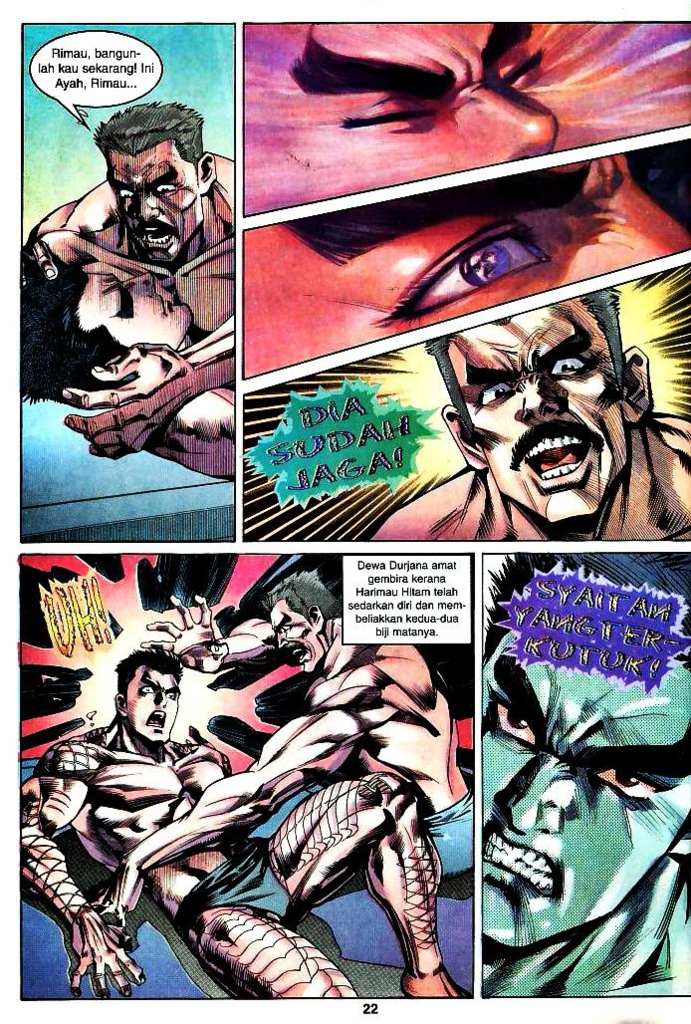 Rimau, bangun-
lah kau sekarang! Ini
Ayah, Rimau...
DIA
SUDAH
JAGA!
UH!
Dewa Durjana amat
gembira kerana
Harimau Hitam telah
sedarkan diri dan mem-
beliakkan kedua-dua
biji matanya.
SYAITAN
YANG TER-
KUTUK!
22